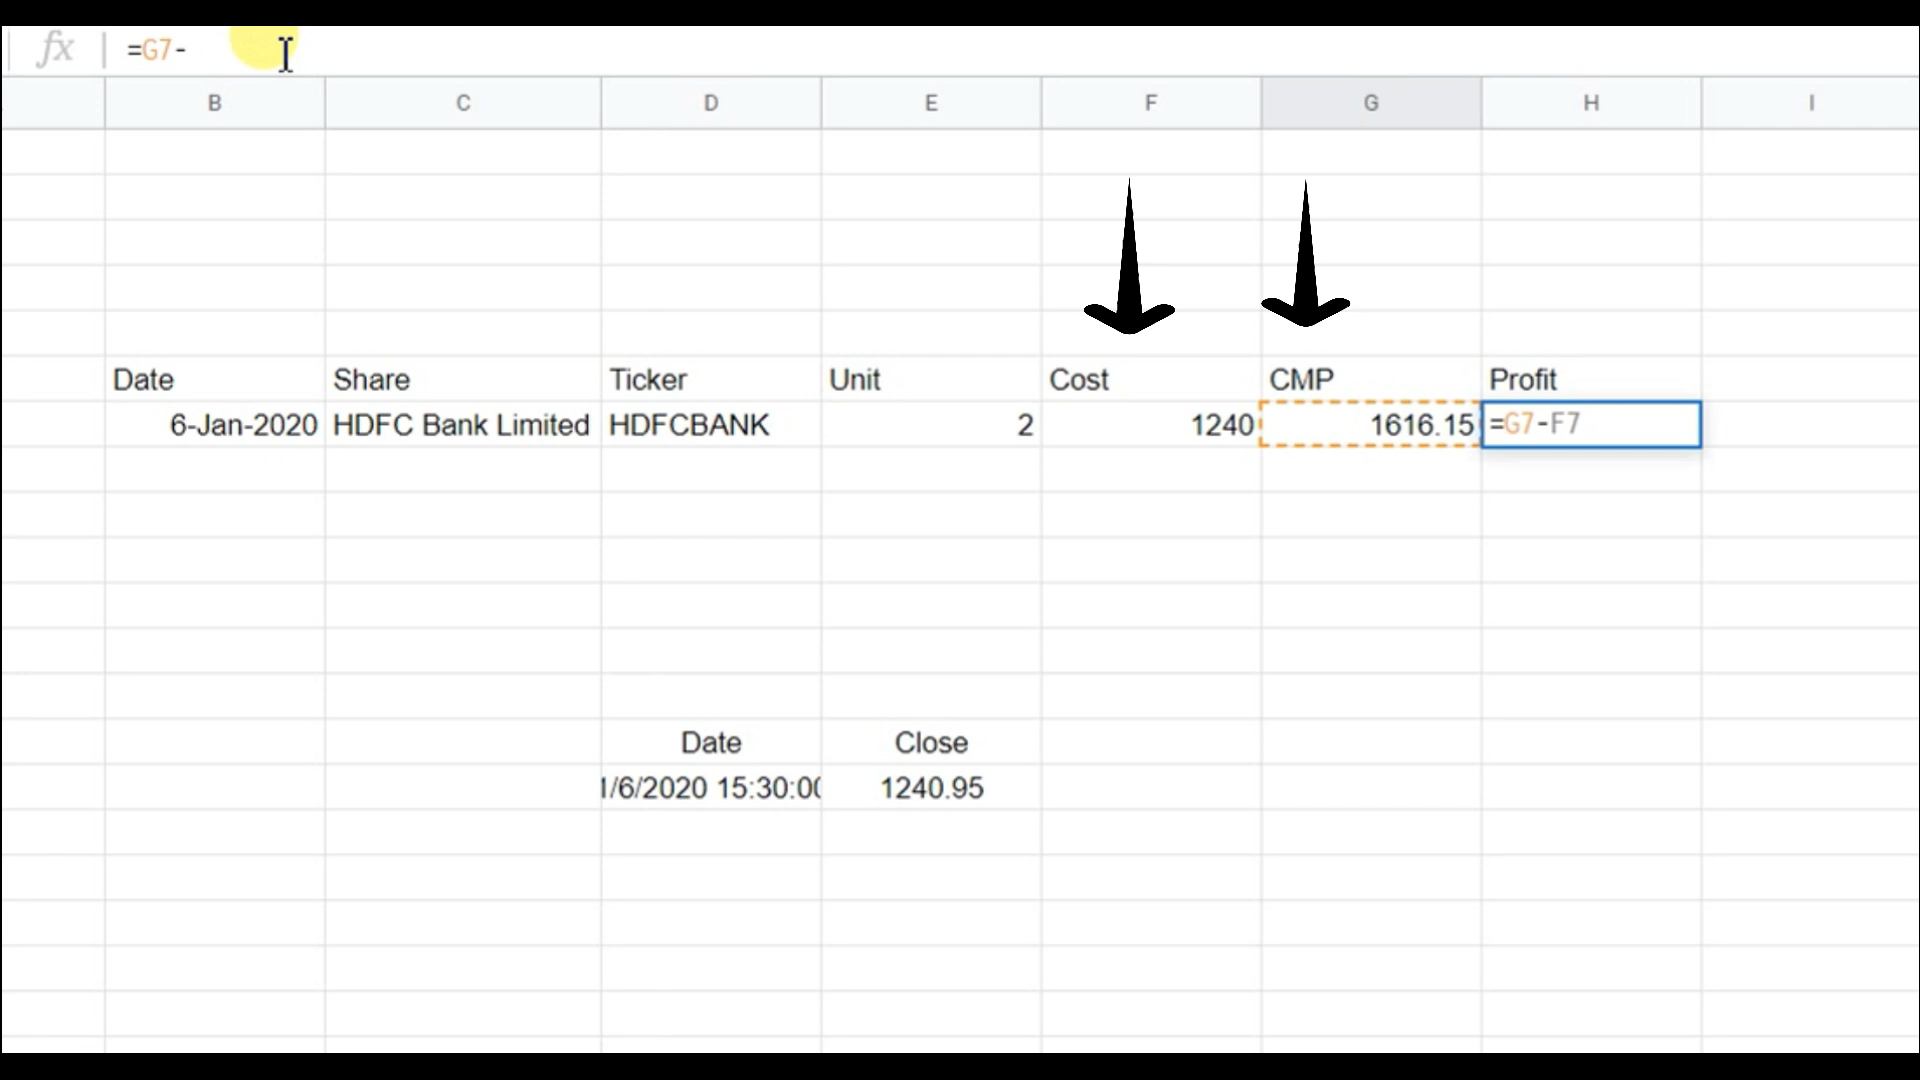 fx =G7-
B C D E F G H I
Date Share Ticker Unit Cost CMP Profit
6-Jan-2020 HDFC Bank Limited HDFCBANK 2 1240 1616.15 =G7-F7
Date Close
1/6/2020 15:30:00 1240.95